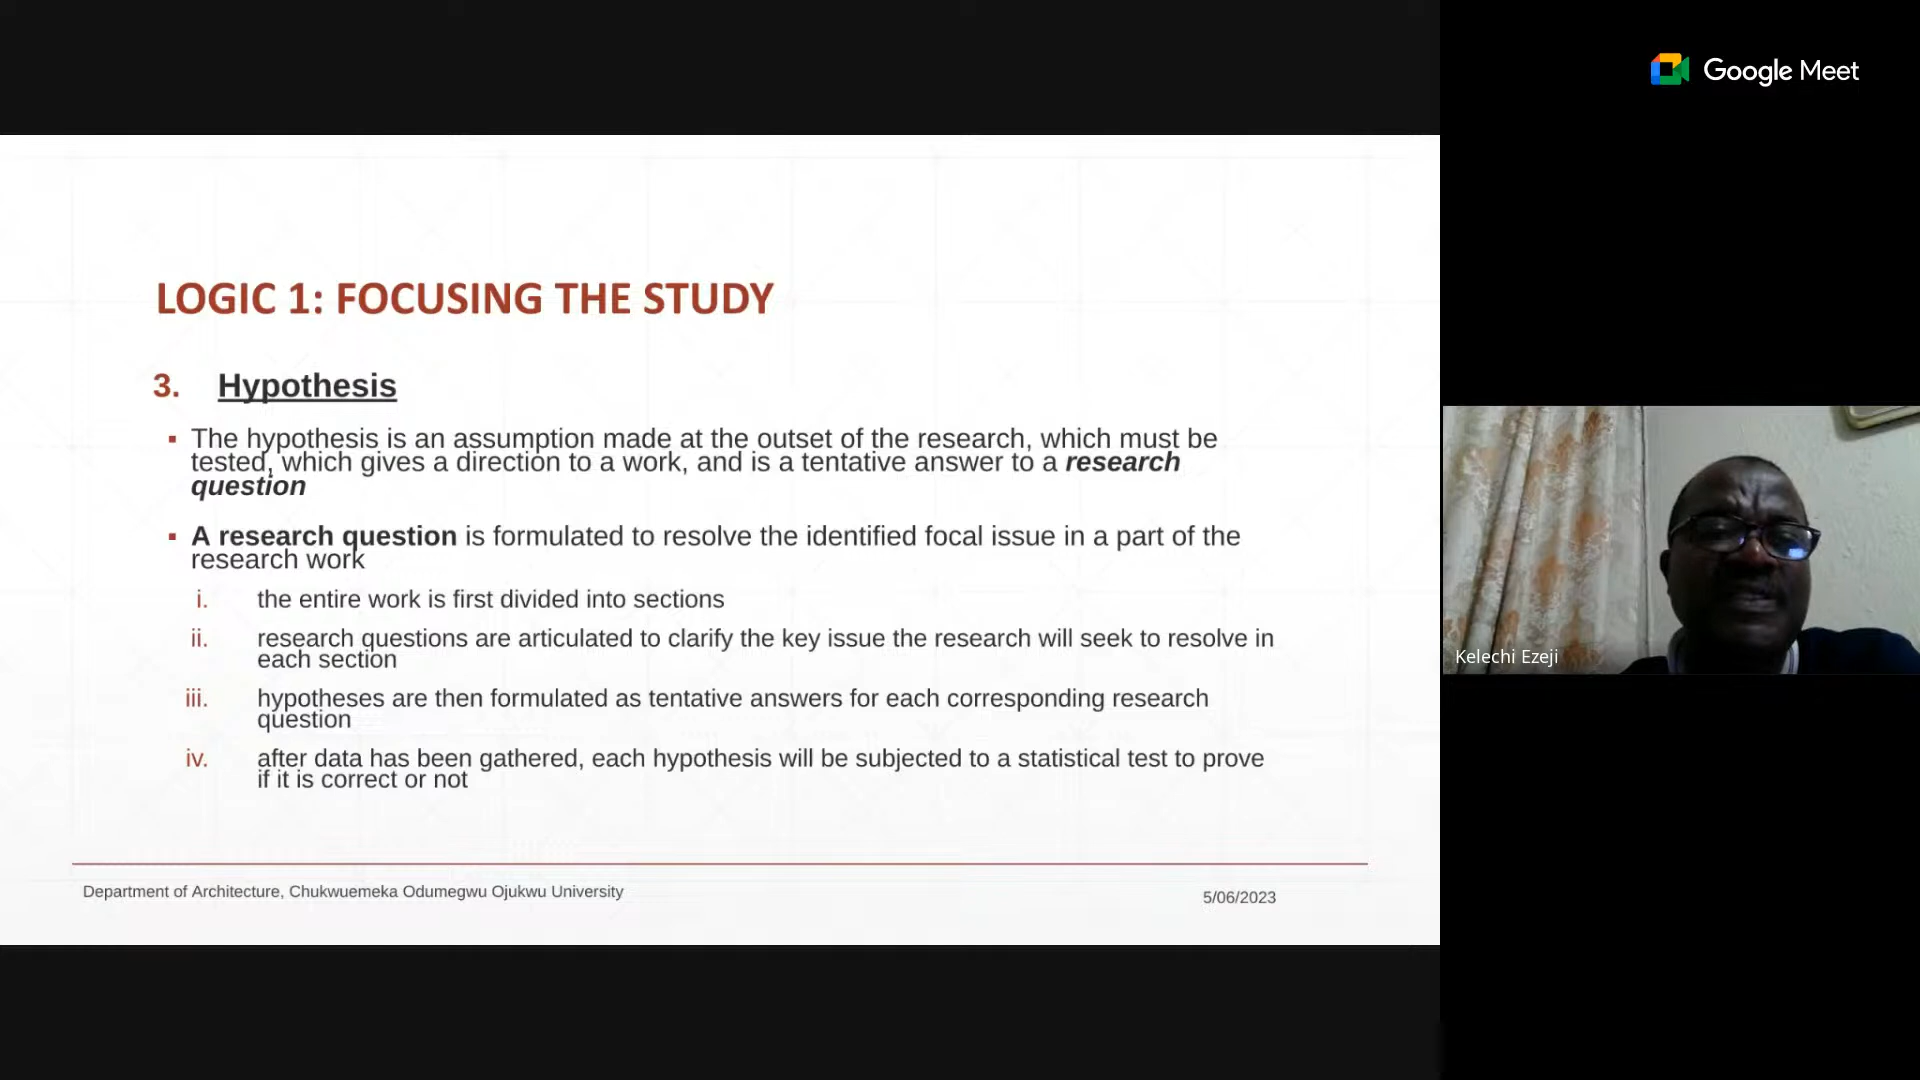 Google Meet
LOGIC 1: FOCUSING THE STUDY
3. Hypothesis
▪ The hypothesis is an assumption made at the outset of the research, which must be
tested, which gives a direction to a work, and is a tentative answer to a research
question
▪ A research question is formulated to resolve the identified focal issue in a part of the
research work
i. the entire work is first divided into sections
ii. research questions are articulated to clarify the key issue the research will seek to resolve in
each section
iii. hypotheses are then formulated as tentative answers for each corresponding research
question
iv. after data has been gathered, each hypothesis will be subjected to a statistical test to prove
if it is correct or not
Department of Architecture, Chukwuemeka Odumegwu Ojukwu University
5/06/2023
Kelechi Ezeji